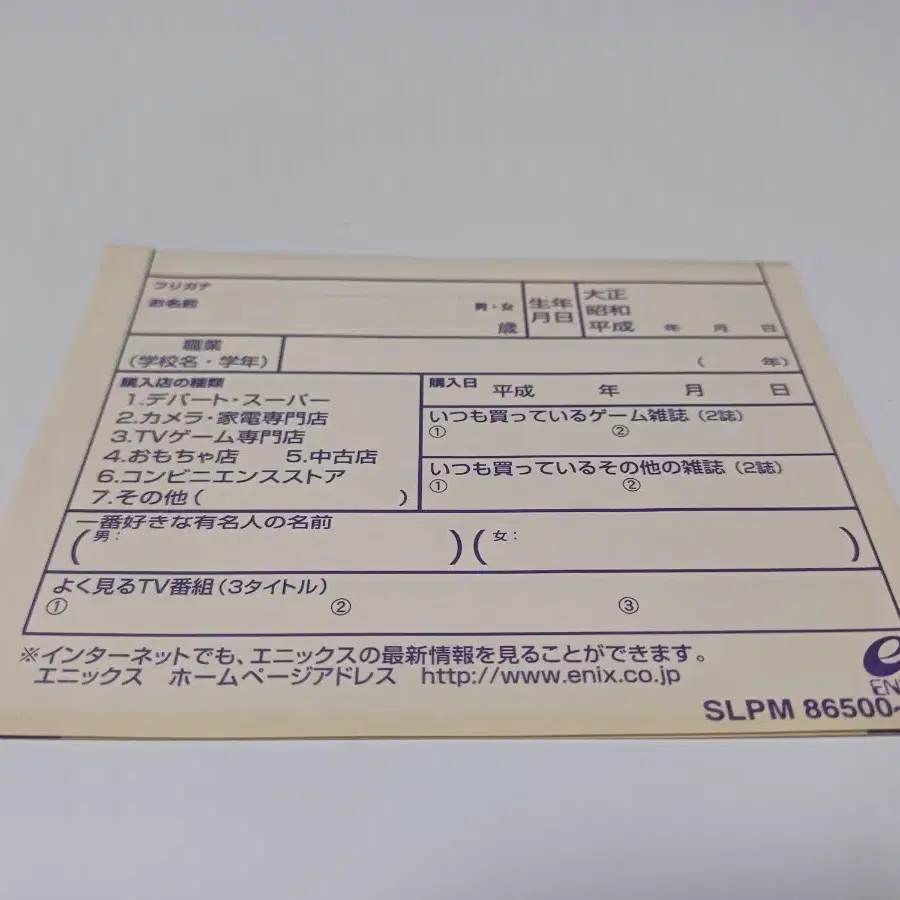 フリガナ
お名前
男・女
歳
生年
月日
大正
昭和
平成 年 月 日
職業
(学校名・学年)
( 年)
購入店の種類
1.デパート・スーパー
2.カメラ・家電専門店
3.TVゲーム専門店
4.おもちゃ店 5.中古店
6.コンビニエンスストア
7.その他( )
購入日 平成 年 月 日
いつも買っているゲーム雑誌(2誌)
① ②
いつも買っているその他の雑誌(2誌)
① ②
一番好きな有名人の名前
(男: ) (女: )
よく見るTV番組(3タイトル)
① ② ③
※インターネットでも、エニックスの最新情報を見ることができます。
エニックス ホームページアドレス http://www.enix.co.jp
SLPM 86500-